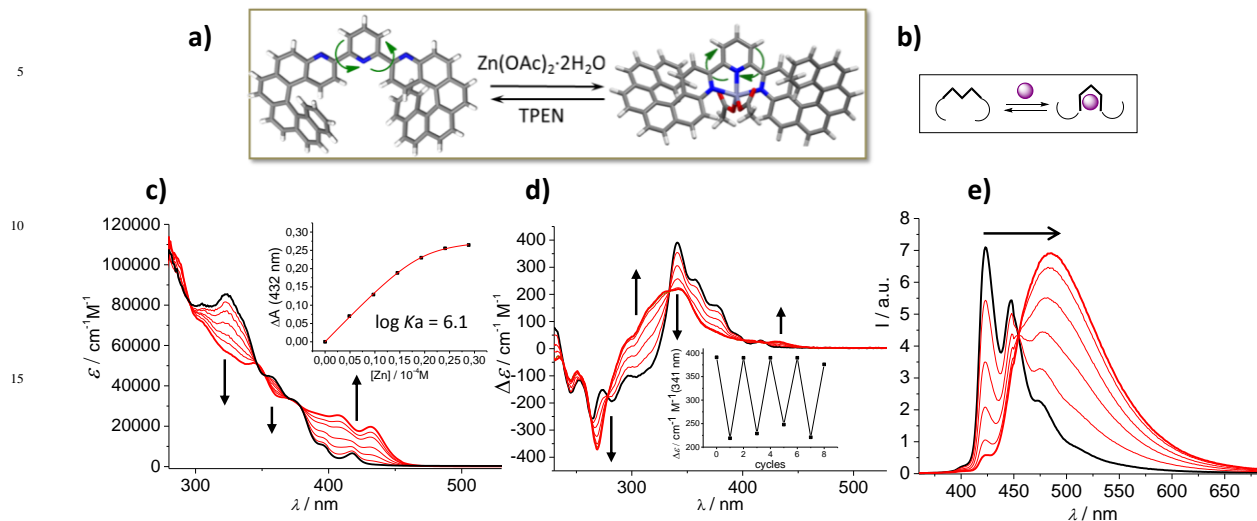 a)
Zn(OAc)₂·2H₂O
TPEN
b)
5
10
15
c)
120000
100000
80000
60000
40000
20000
0
ε / cm⁻¹M⁻¹
300
400
500
λ / nm
0,30
0,25
0,20
0,15
0,10
0,05
0,00
ΔA (432 nm)
log Ka = 6.1
0,00 0,05 0,10 0,15 0,20 0,25 0,30
[Zn] / 10⁻⁴M
d)
400
300
200
100
0
-100
-200
-300
-400
Δε / cm⁻¹ M⁻¹
300
400
500
λ / nm
400
350
300
250
200
Δε / cm⁻¹ M⁻¹(341 nm)
0 2 3 4 6 8
cycles
e)
8
7
6
5
4
3
2
1
0
I / a.u.
400 450 500 550 600 650
λ / nm